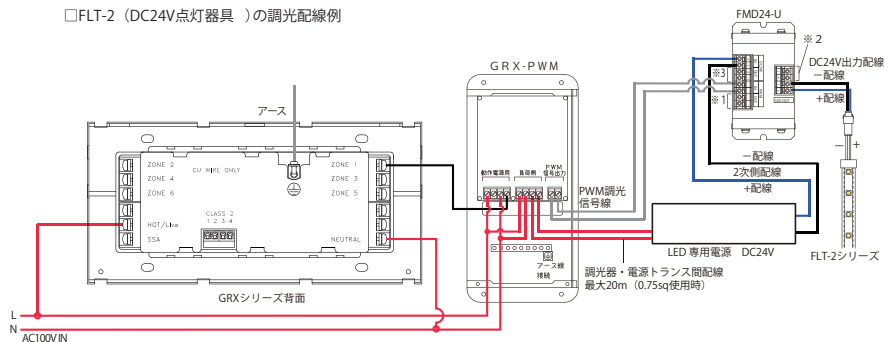 □FLT-2（DC24V点灯器具 ）の調光配線例
FMD24-U
※2
DC24V出力配線
－配線
＋配線
※3
※1
GRX-PWM
アース
ZONE 2
ZONE 4
ZONE 6
CU WIRE ONLY
ZONE 1
ZONE 3
ZONE 5
HOT/Live
SSA
CLASS 2
1 2 3 4
NEUTRAL
動作電源用
負荷側
PWM
信号出力
PWM調光
信号線
－配線
2次側配線
＋配線
－ ＋
アース線
接続
LED 専用電源 DC24V
FLT-2シリーズ
調光器・電源トランス間配線
最大20m（0.75sq使用時）
GRXシリーズ背面
L
N
AC100V IN